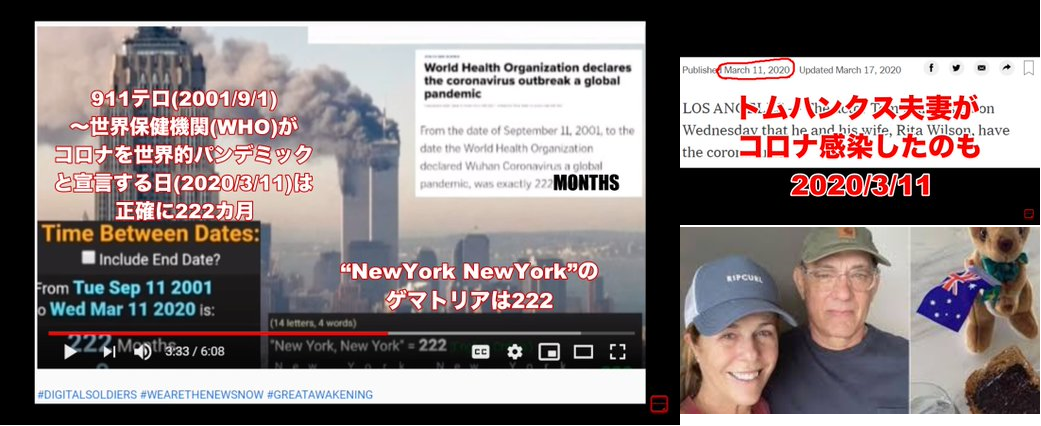 World Health Organization declares
the coronavirus outbreak a global
pandemic
From the date of September 11, 2001, to the
date the World Health Organization
declared Wuhan Coronavirus a global
pandemic, was exactly 222 MONTHS
911テロ(2001/9/1)
〜世界保健機関(WHO)が
コロナを世界的パンデミック
と宣言する日(2020/3/11)は
正確に222カ月
Time Between Dates:
Include End Date?
From Tue Sep 11 2001
o Wed Mar 11 2020 is:
222 Months
“NewYork NewYork”の
ゲマトリアは222
(14 letters, 4 words)
"New York, New York" = 222
3:33 / 6:08
CC
#DIGITALSOLDIERS #WEARETHENEWSNOW #GREATAWAKENING
Published March 11, 2020 Updated March 17, 2020
LOS ANGEL on
Wednesday that he and his wife, Rita Wilson, have
the coron
トムハンクス夫妻が
コロナ感染したのも
2020/3/11
RIPCURL